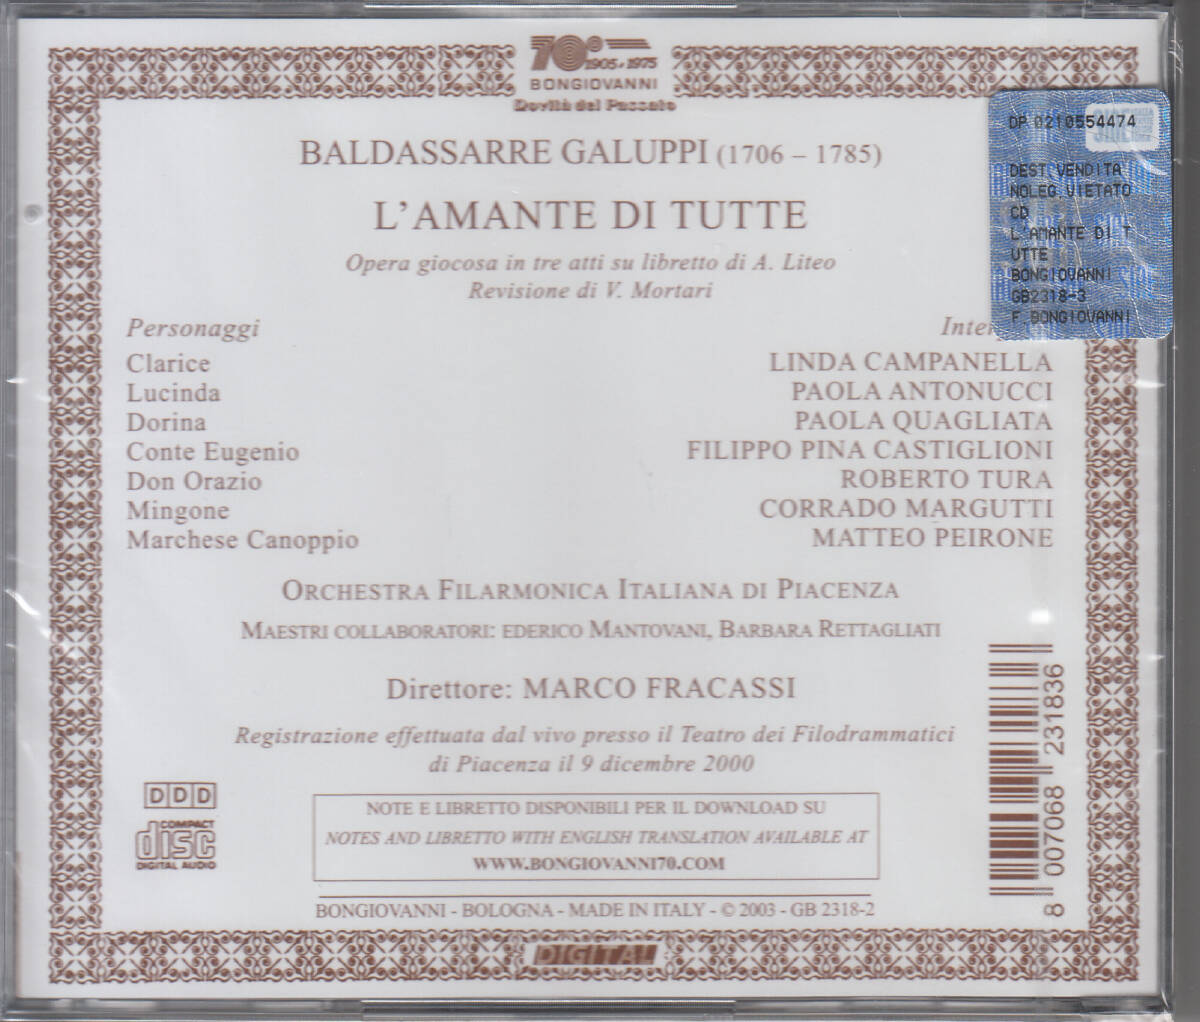 70º
1905 - 1975
BONGIOVANNI
Novità del Passato
BALDASSARRE GALUPPI (1706 – 1785)
L'AMANTE DI TUTTE
Opera giocosa in tre atti su libretto di A. Liteo
Revisione di V. Mortari
DP 0210554474
DEST.VENDITA
NOLEG.VIETATO
CD
L'AMANTE DI T
UTTE
BONGIOVANNI
GB2318-3
F.BONGIOVANNI
Personaggi
Clarice LINDA CAMPANELLA
Lucinda PAOLA ANTONUCCI
Dorina PAOLA QUAGLIATA
Conte Eugenio FILIPPO PINA CASTIGLIONI
Don Orazio ROBERTO TURA
Mingone CORRADO MARGUTTI
Marchese Canoppio MATTEO PEIRONE
ORCHESTRA FILARMONICA ITALIANA DI PIACENZA
MAESTRI COLLABORATORI: EDERICO MANTOVANI, BARBARA RETTAGLIATI
Direttore: MARCO FRACASSI
Registrazione effettuata dal vivo presso il Teatro dei Filodrammatici
di Piacenza il 9 dicembre 2000
DDD
COMPACT
disc
DIGITAL AUDIO
NOTE E LIBRETTO DISPONIBILI PER IL DOWNLOAD SU
NOTES AND LIBRETTO WITH ENGLISH TRANSLATION AVAILABLE AT
WWW.BONGIOVANNI70.COM
8 007068 231836
BONGIOVANNI - BOLOGNA - MADE IN ITALY - © 2003 - GB 2318-2
DIGITAL